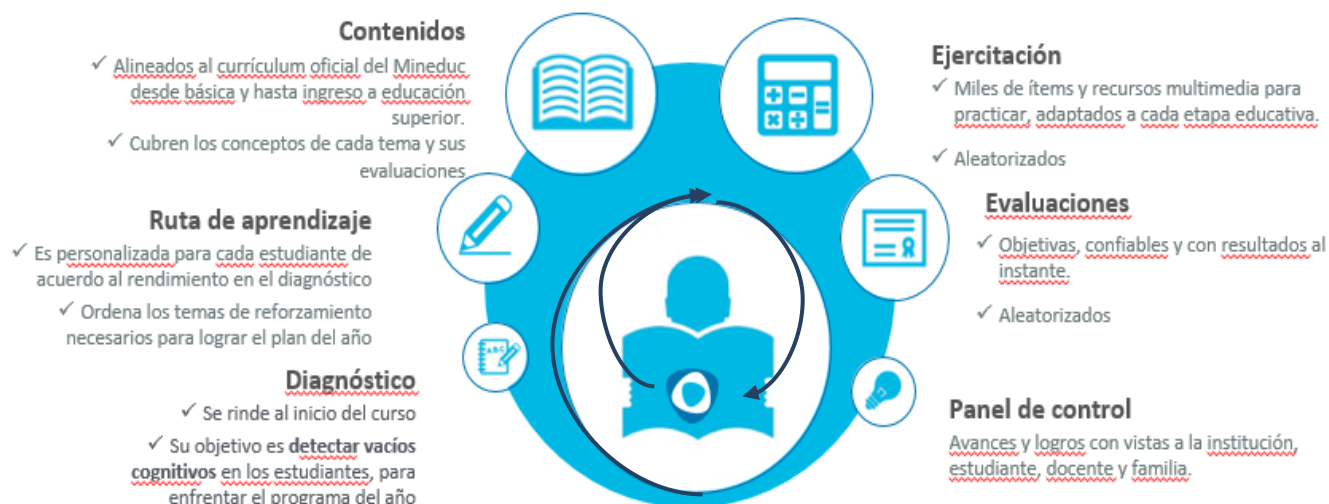 Contenidos
✓ Alineados al currículum oficial del Mineduc
desde básica y hasta ingreso a educación
superior.
✓ Cubren los conceptos de cada tema y sus
evaluaciones
Ruta de aprendizaje
✓ Es personalizada para cada estudiante de
acuerdo al rendimiento en el diagnóstico
✓ Ordena los temas de reforzamiento
necesarios para lograr el plan del año
Diagnóstico
✓ Se rinde al inicio del curso
✓ Su objetivo es detectar vacíos
cognitivos en los estudiantes, para
enfrentar el programa del año
ABC
Ejercitación
✓ Miles de ítems y recursos multimedia para
practicar, adaptados a cada etapa educativa.
✓ Aleatorizados
Evaluaciones
✓ Objetivas, confiables y con resultados al
instante.
✓ Aleatorizados
Panel de control
Avances y logros con vistas a la institución,
estudiante, docente y familia.